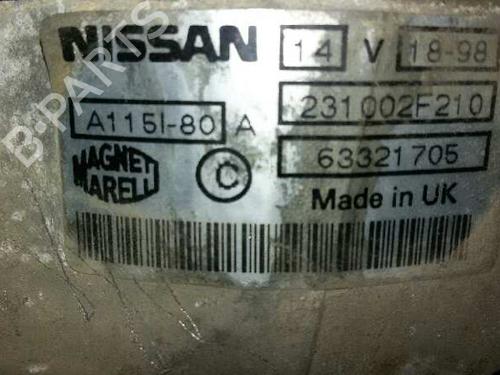 NISSAN 14 V 18-98
A115I-80 A 231002F210
MAGNETI MARELLI C 63321705
Made in UK
B-PARTS